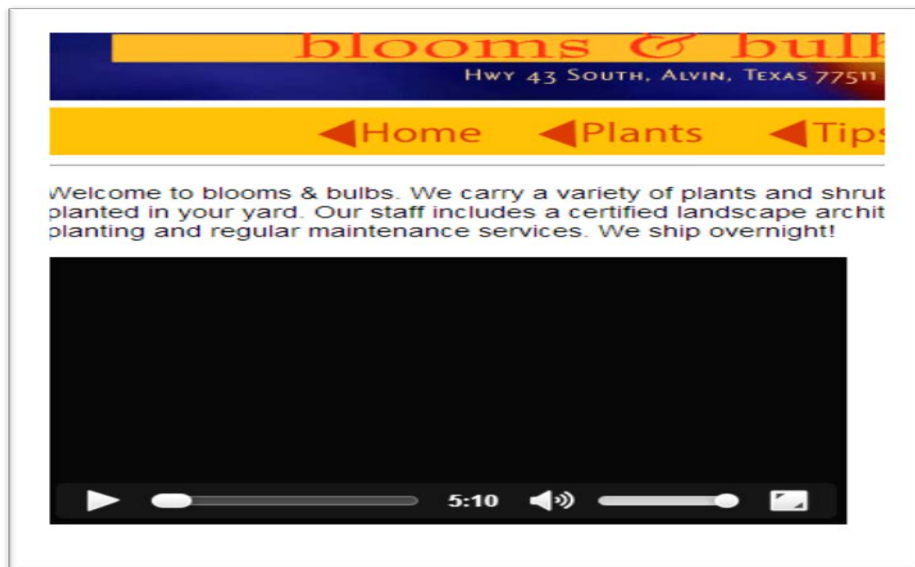 blooms & bul
Hwy 43 South, Alvin, Texas 77511
Home Plants Tips
Welcome to blooms & bulbs. We carry a variety of plants and shrub
planted in your yard. Our staff includes a certified landscape archit
planting and regular maintenance services. We ship overnight!
5:10